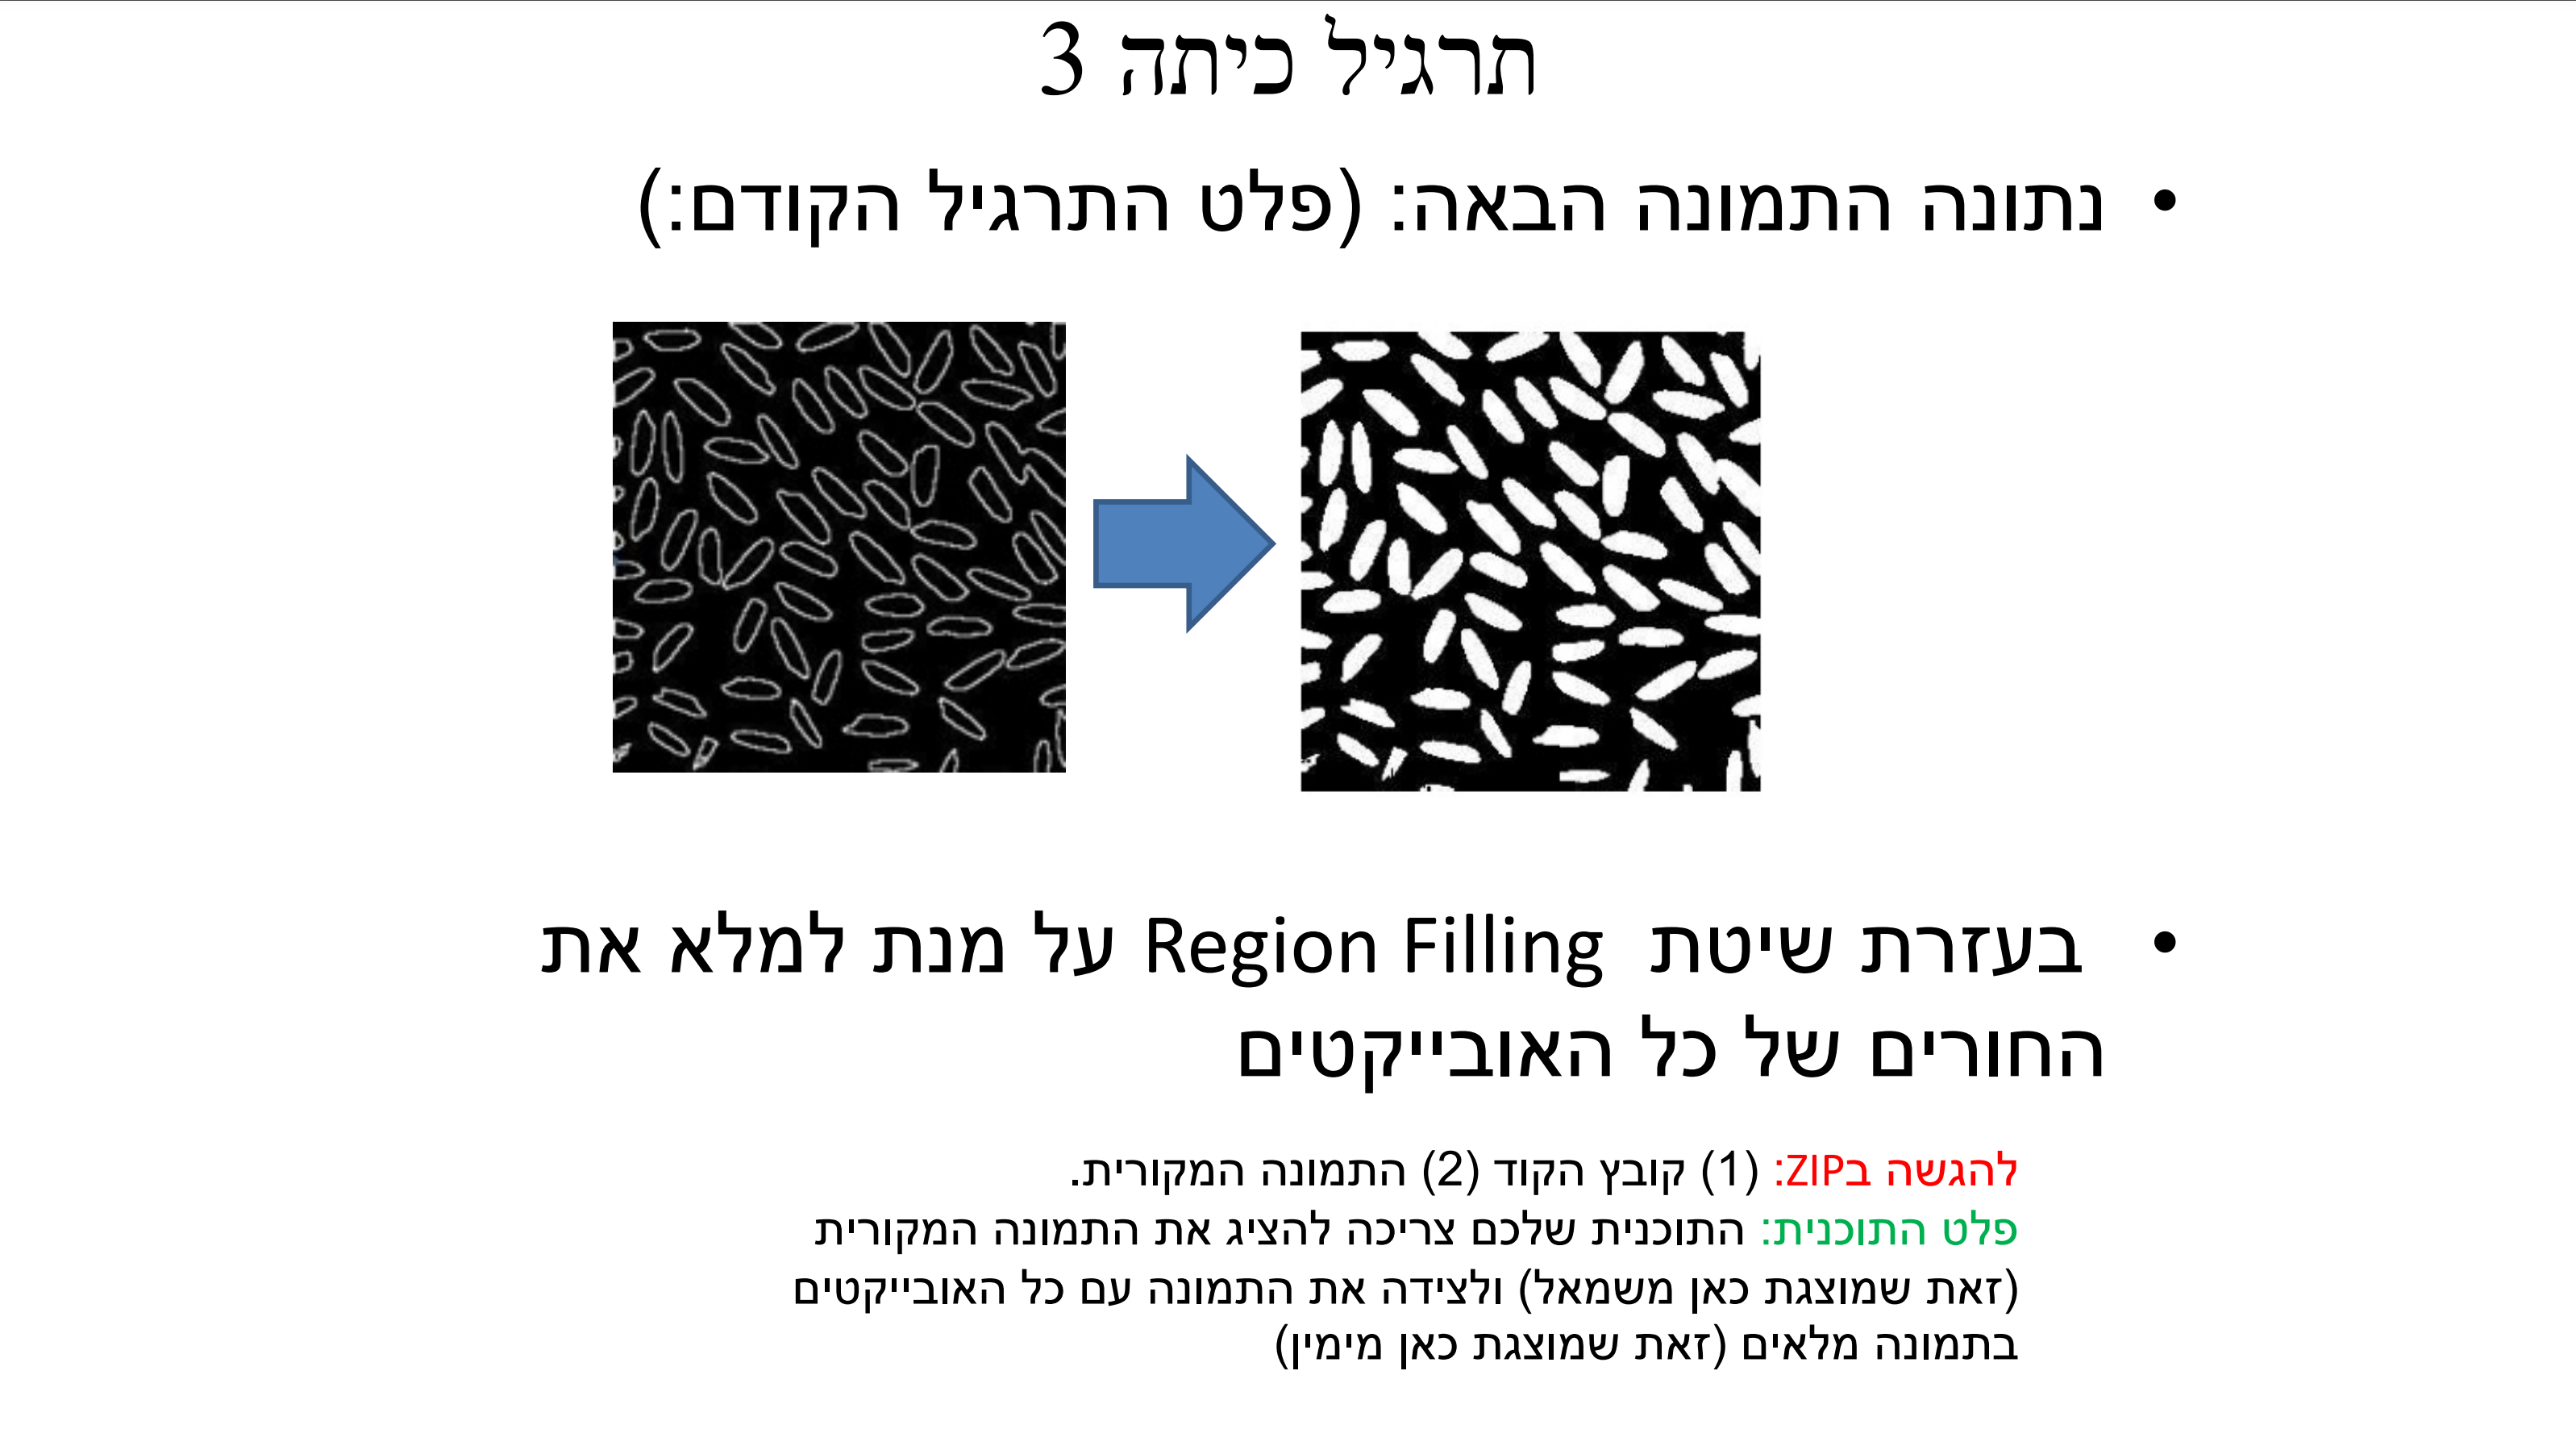 תרגיל כיתה 3
• נתונה התמונה הבאה: (פלט התרגיל הקודם:)
• בעזרת שיטת Region Filling על מנת למלא את
החורים של כל האובייקטים
להגשה בZIP: (1) קובץ הקוד (2) התמונה המקורית.
פלט התוכנית: התוכנית שלכם צריכה להציג את התמונה המקורית
(זאת שמוצגת כאן משמאל) ולצידה את התמונה עם כל האובייקטים
בתמונה מלאים (זאת שמוצגת כאן מימין)